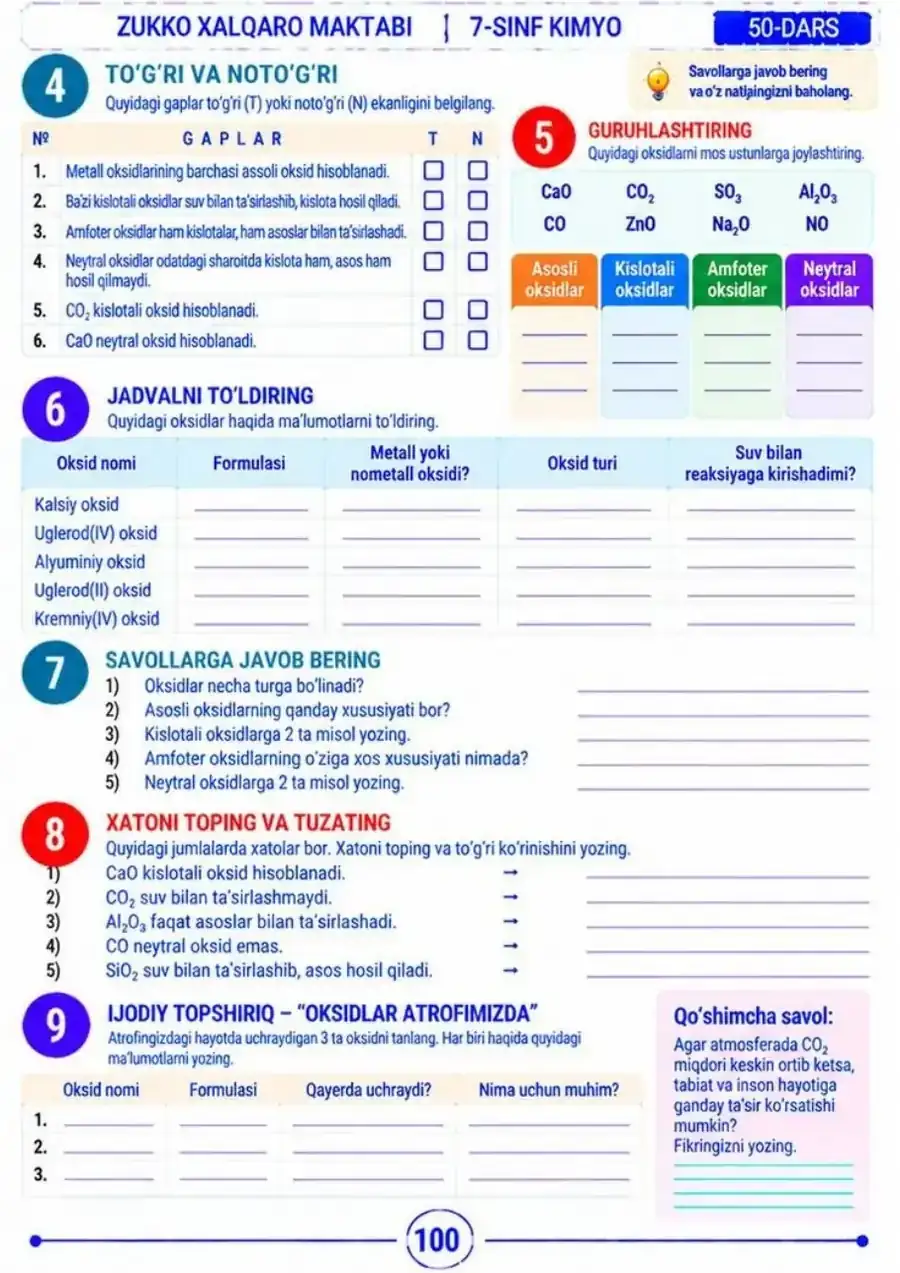 ZUKKO XALQARO MAKTABI | 7-SINF KIMYO
50-DARS
4
TO'G'RI VA NOTO'G'RI
Quyidagi gaplar to'g'ri (T) yoki noto'g'ri (N) ekanligini belgilang.
Savollarga javob bering
va o'z natijaingizni baholang.
№ GAPLAR T N
1. Metall oksidlarining barchasi assoli oksid hisoblanadi.
2. Ba'zi kislotali oksidlar suv bilan ta'sirlashib, kislota hosil qiladi.
3. Amfoter oksidlar ham kislotalar, ham asoslar bilan ta'sirlashadi.
4. Neytral oksidlar odatdagi sharoitda kislota ham, asos ham
hosil qilmaydi.
5. CO₂ kislotali oksid hisoblanadi.
6. CaO neytral oksid hisoblanadi.
5
GURUHLASHTIRING
Quyidagi oksidlarni mos ustunlarga joylashtiring.
CaO CO₂ SO₃ Al₂O₃
CO ZnO Na₂O NO
Asosli oksidlar Kislotali oksidlar Amfoter oksidlar Neytral oksidlar
6
JADVALNI TO'LDIRING
Quyidagi oksidlar haqida ma'lumotlarni to'ldiring.
Oksid nomi Formulasi Metall yoki nometall oksidi? Oksid turi Suv bilan reaksiyaga kirishadimi?
Kalsiy oksid
Uglerod(IV) oksid
Alyuminiy oksid
Uglerod(II) oksid
Kremniy(IV) oksid
7
SAVOLLARGA JAVOB BERING
1) Oksidlar necha turga bo'linadi?
2) Asosli oksidlarning qanday xususiyati bor?
3) Kislotali oksidlarga 2 ta misol yozing.
4) Amfoter oksidlarning o'ziga xos xususiyati nimada?
5) Neytral oksidlarga 2 ta misol yozing.
8
XATONI TOPING VA TUZATING
Quyidagi jumlalarda xatolar bor. Xatoni toping va to'g'ri ko'rinishini yozing.
1) CaO kislotali oksid hisoblanadi. →
2) CO₂ suv bilan ta'sirlashmaydi. →
3) Al₂O₃ faqat asoslar bilan ta'sirlashadi. →
4) CO neytral oksid emas. →
5) SiO₂ suv bilan ta'sirlashib, asos hosil qiladi. →
9
IJODIY TOPSHIRIQ – "OKSIDLAR ATROFIMIZDA"
Atrofingizdagi hayotda uchraydigan 3 ta oksidni tanlang. Har biri haqida quyidagi
ma'lumotlarni yozing.
Oksid nomi Formulasi Qayerda uchraydi? Nima uchun muhim?
1.
2.
3.
Qo'shimcha savol:
Agar atmosferada CO₂
miqdori keskin ortib ketsa,
tabiat va inson hayotiga
ganday ta'sir ko'rsatishi
mumkin?
Fikringizni yozing.
100